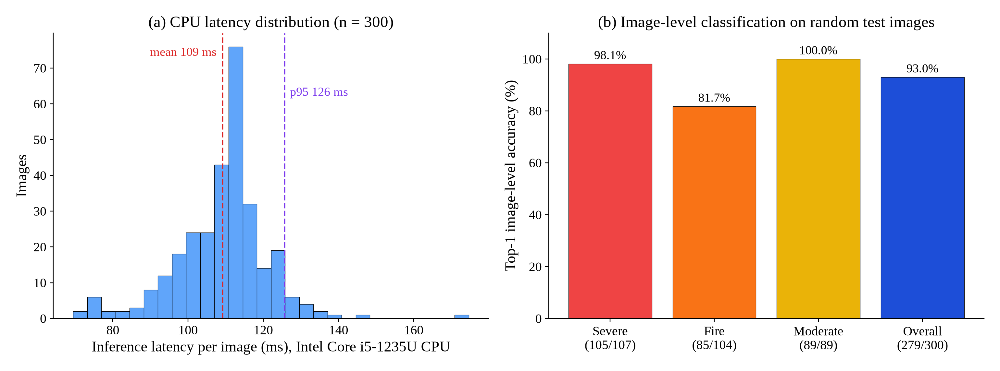 (a) CPU latency distribution (n = 300)
mean 109 ms
p95 126 ms
Images
70
60
50
40
30
20
10
0
80 100 120 140 160
Inference latency per image (ms), Intel Core i5-1235U CPU
(b) Image-level classification on random test images
Top-1 image-level accuracy (%)
100
80
60
40
20
0
98.1%
81.7%
100.0%
93.0%
Severe
(105/107)
Fire
(85/104)
Moderate
(89/89)
Overall
(279/300)